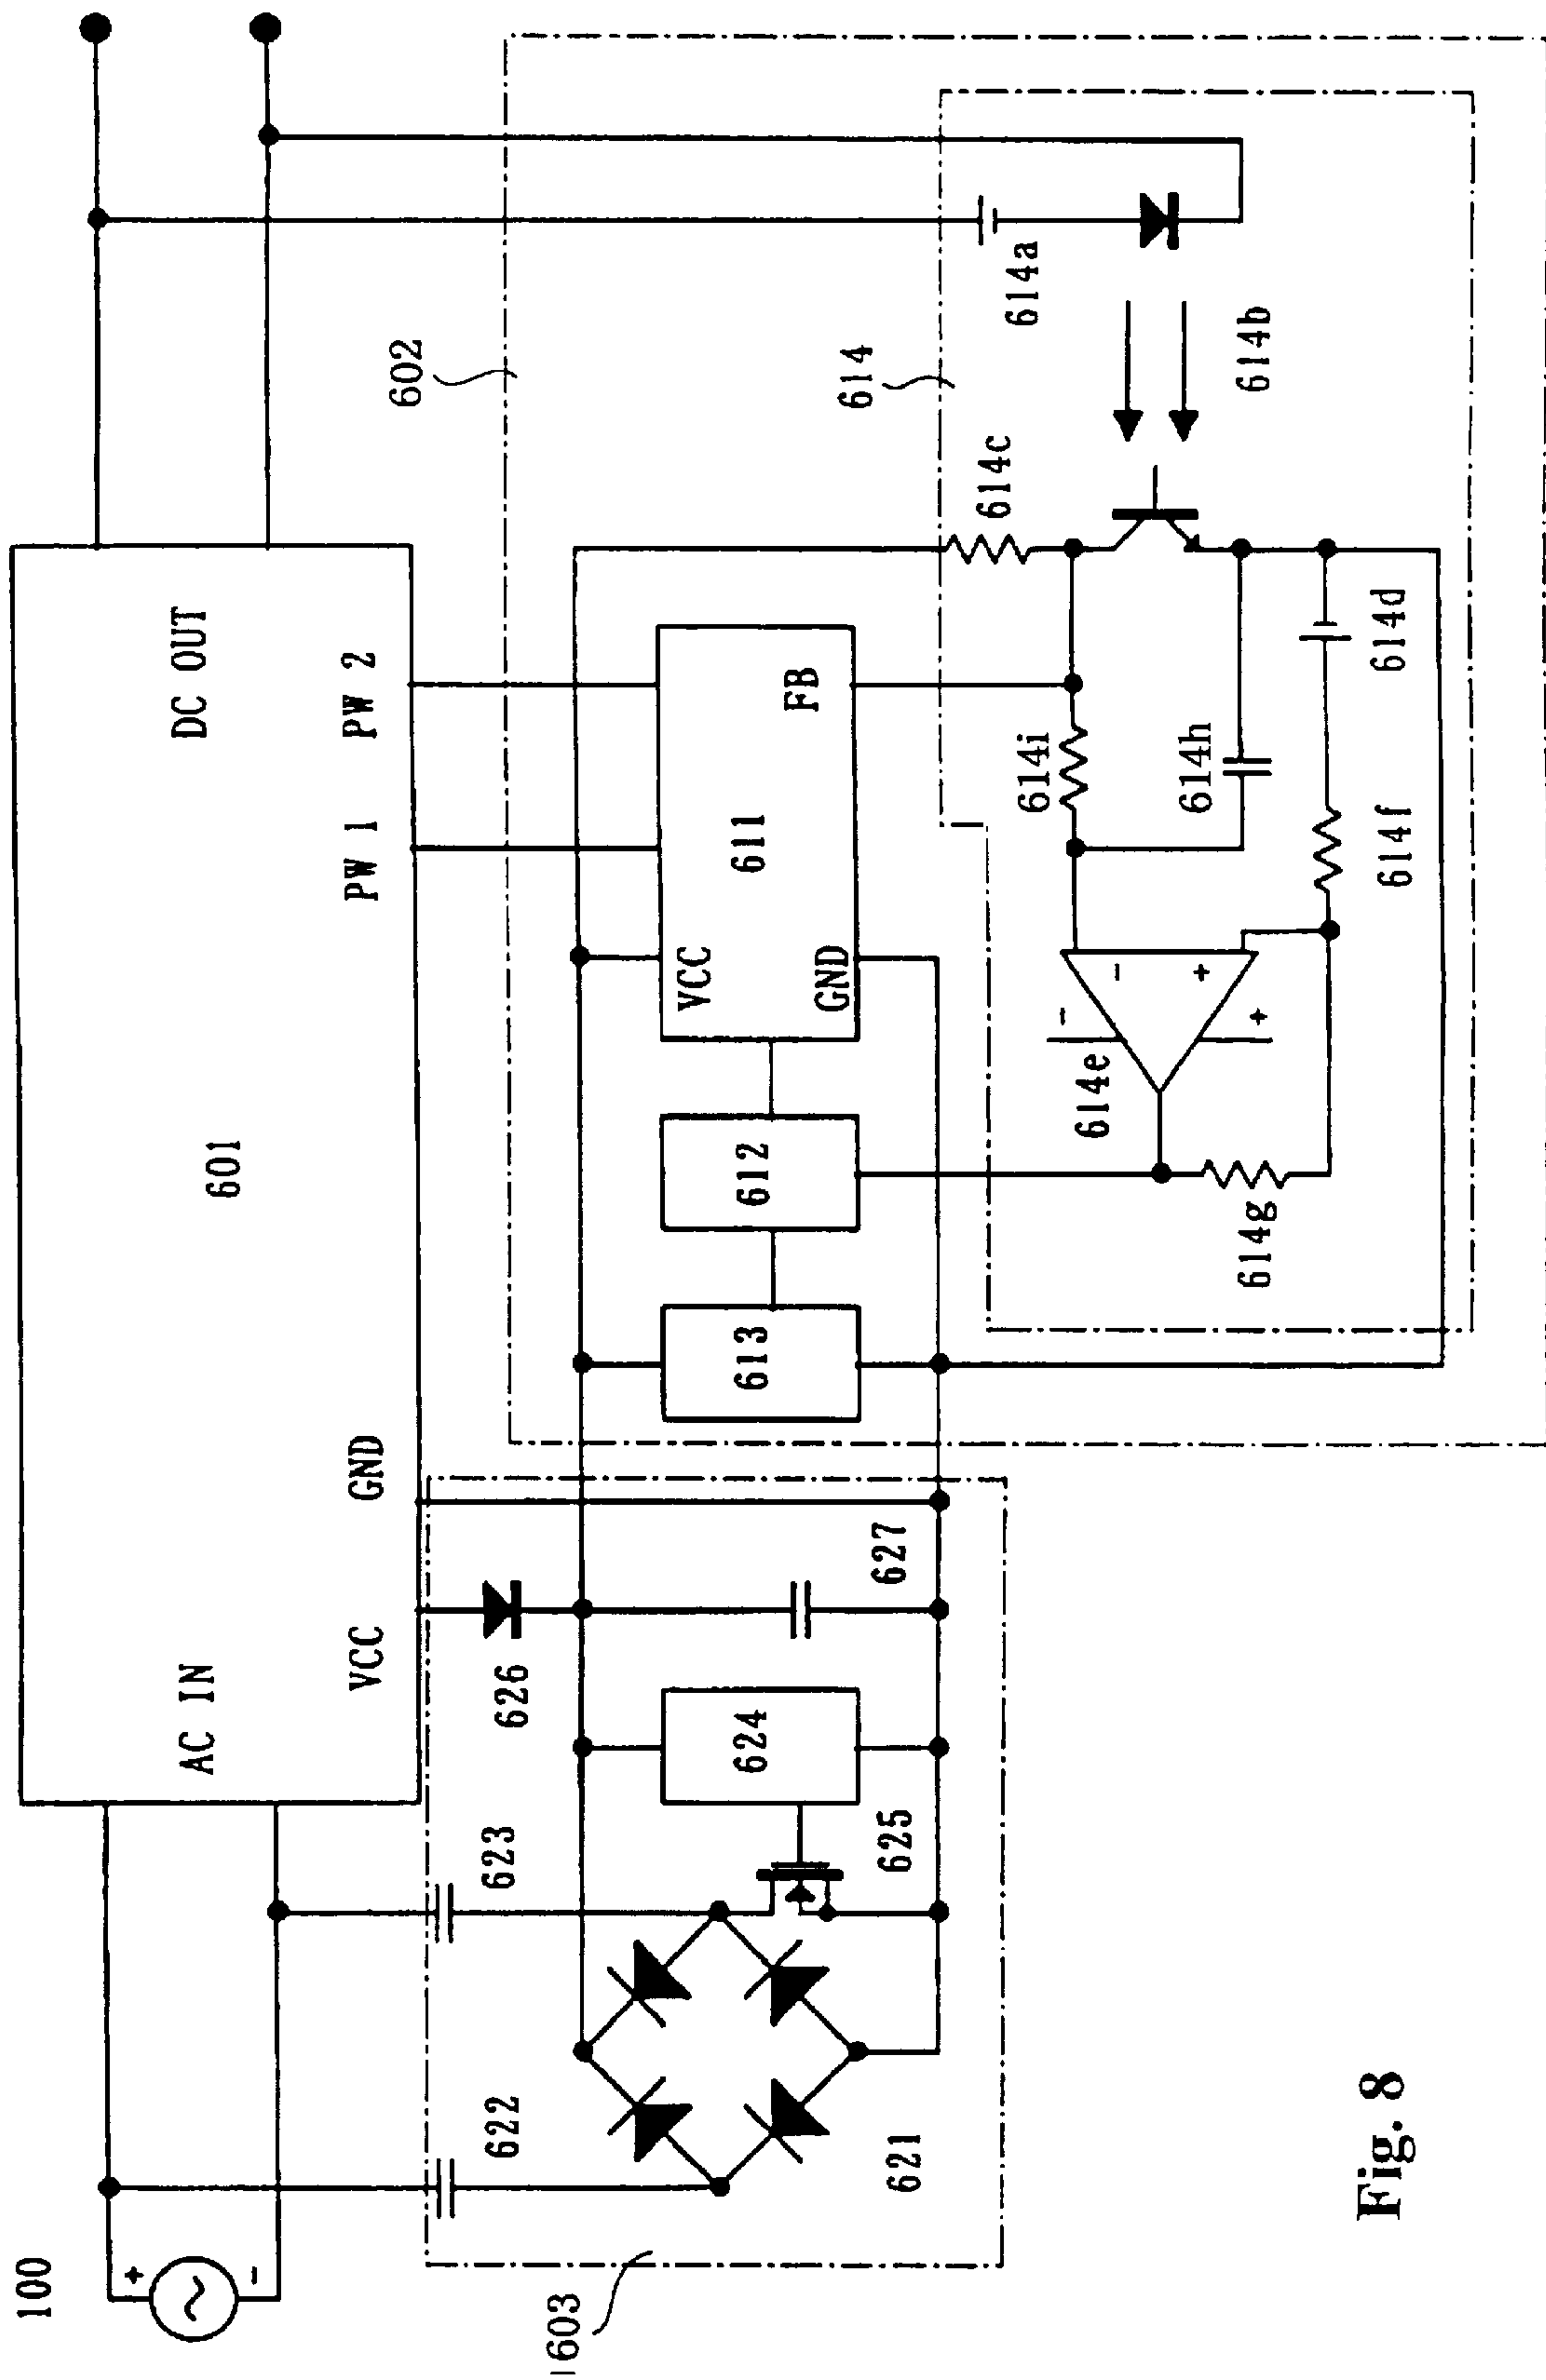 100
+
-
AC IN
601
DC OUT
VCC
GND
PW 1
PW 2
602
603
622
623
626
621
625
624
627
613
612
VCC
611
GND
FB
614
614c
614a
614b
614i
614h
614d
614f
614e
-
+
-
+
614g
Fig. 8